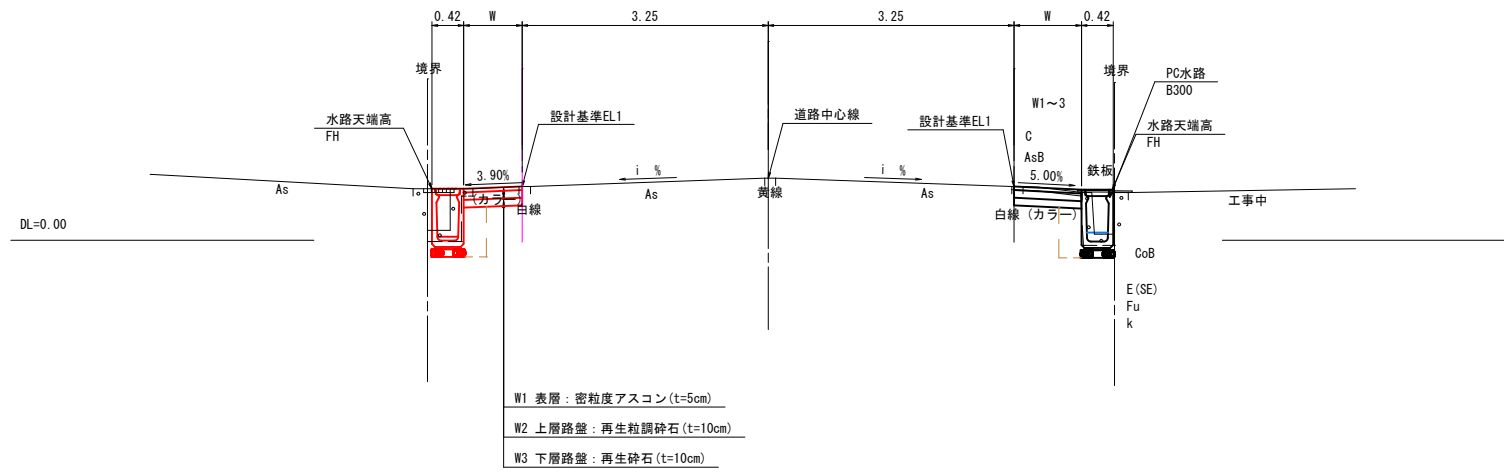 0.42 W 3.25 3.25 W 0.42
境界
境界
PC水路
B300
W1～3
水路天端高
FH
設計基準EL1
道路中心線
設計基準EL1
水路天端高
FH
C
AsB
鉄板
3.90%
i %
i %
5.00%
As
(カラー)
白線
As
黄線
As
白線
(カラー)
工事中
DL=0.00
CoB
E(SE)
Fu
k
W1 表層：密粒度アスコン(t=5cm)
W2 上層路盤：再生粒調砕石(t=10cm)
W3 下層路盤：再生砕石(t=10cm)